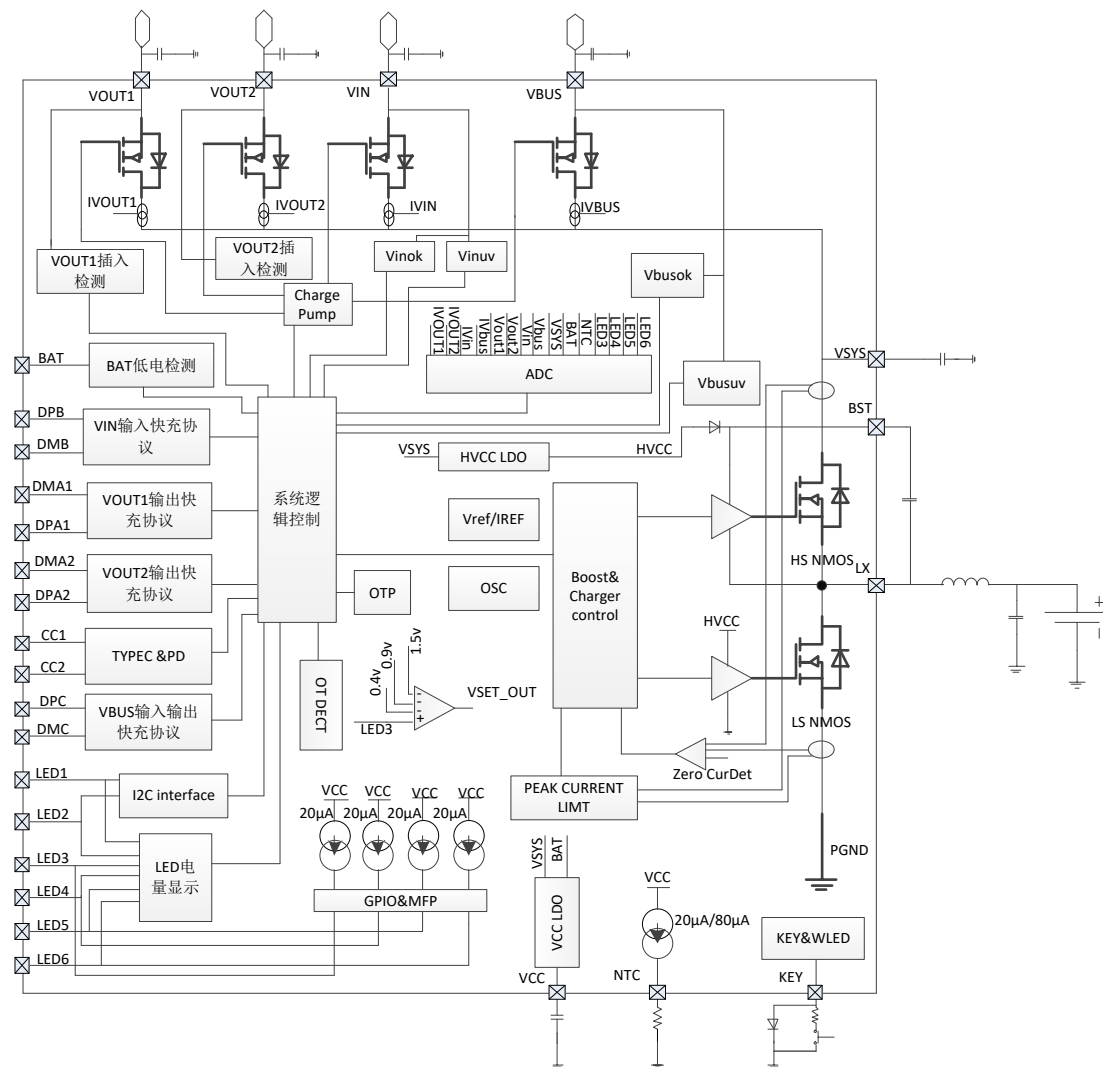 VOUT1
VOUT2
VIN
VBUS
IVOUT1
IVOUT2
IVIN
IVBUS
VOUT1插入
检测
VOUT2插
入检测
Vinok
Vinuv
Vbusok
Charge
Pump
IVOUT1
IVOUT2
IVin
IVbus
Vout1
Vout2
Vin
Vbus
VSYS
BAT
NTC
LED3
LED4
LED5
LED6
ADC
Vbusuv
VSYS
BAT
BAT低电检测
BST
DPB
DMB
VIN输入快充协
议
VSYS
HVCC LDO
HVCC
DMA1
DPA1
VOUT1输出快
充协议
系统逻
辑控制
Vref/IREF
HS NMOS
LX
DMA2
DPA2
VOUT2输出快
充协议
OTP
OSC
Boost&
Charger
control
CC1
CC2
TYPEC &PD
HVCC
OT DECT
0.4v
0.9v
1.5v
LED3
-
-
-
+
VSET_OUT
DPC
DMC
VBUS输入输出
快充协议
LS NMOS
Zero CurDet
LED1
LED2
I2C interface
PEAK CURRENT
LIMT
VCC
VCC
VCC
VCC
20μA
20μA
20μA
20μA
LED3
LED4
LED5
LED6
LED电
量显示
GPIO&MFP
VSYS
BAT
VCC LDO
VCC
20μA/80μA
PGND
KEY&WLED
VCC
NTC
KEY
+